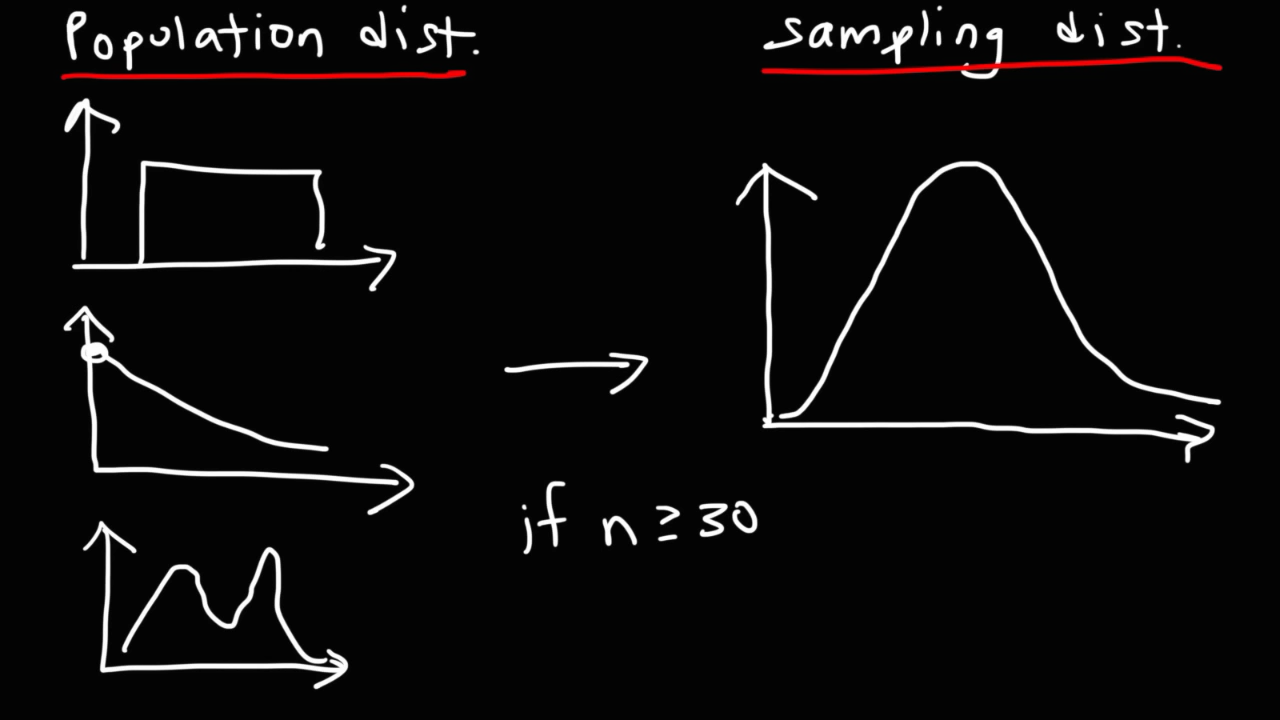 Population dist.
sampling dist.
if n ≥ 30